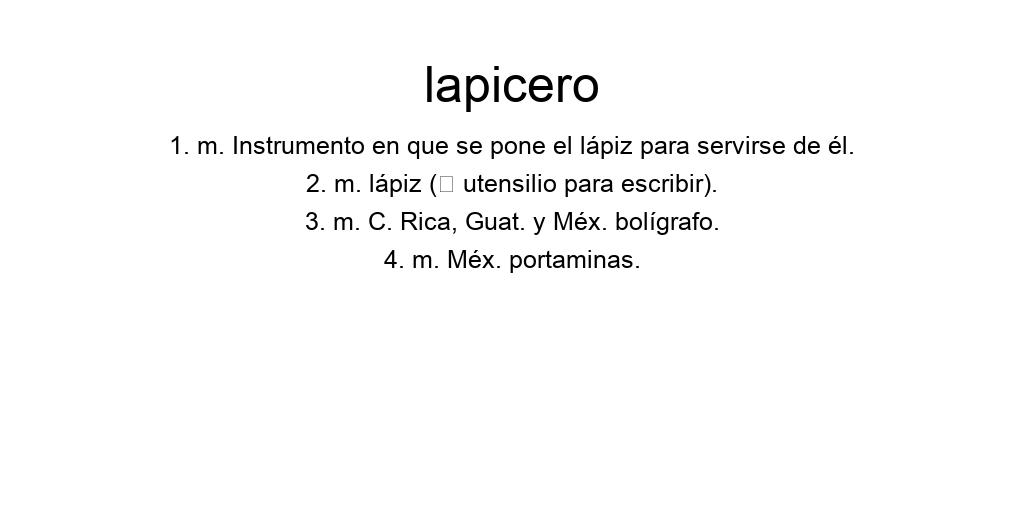 lapicero
1. m. Instrumento en que se pone el lápiz para servirse de él.
2. m. lápiz (□ utensilio para escribir).
3. m. C. Rica, Guat. y Méx. bolígrafo.
4. m. Méx. portaminas.